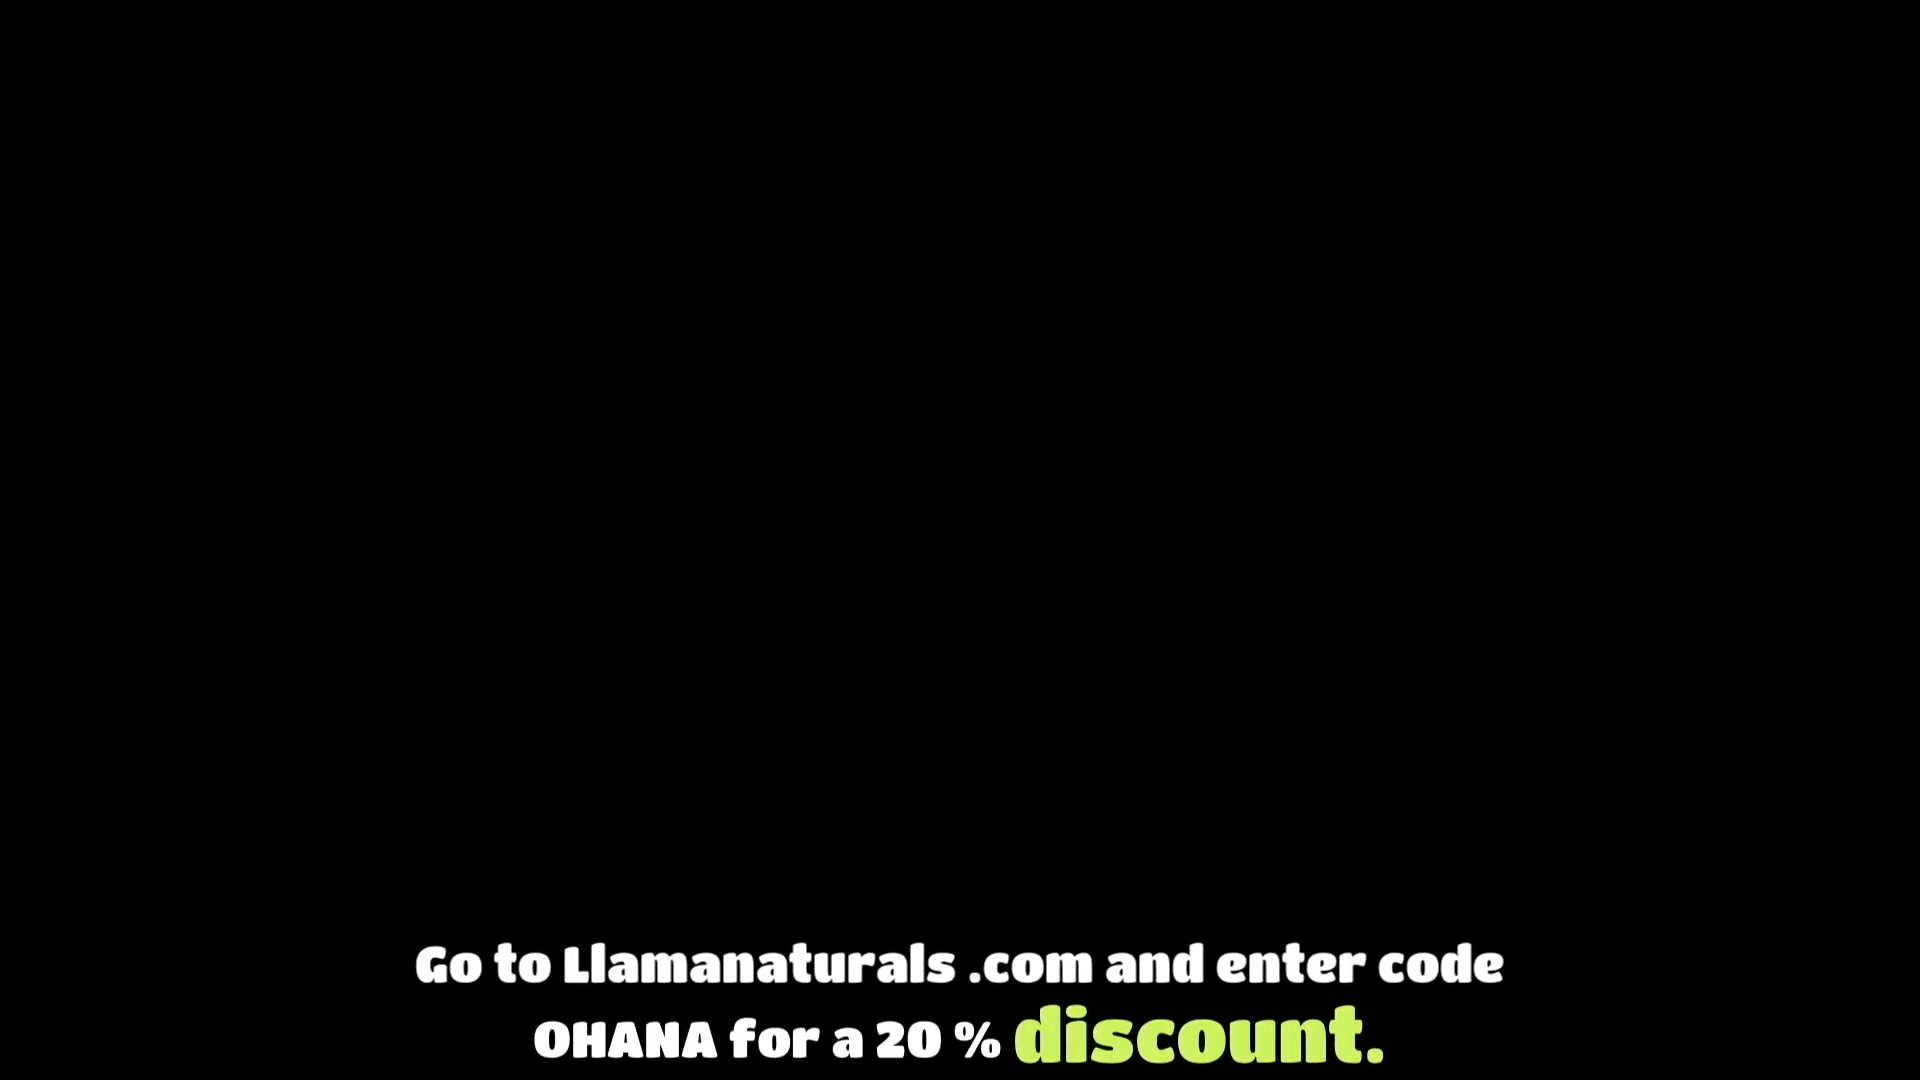 Go to Llamanaturals .com and enter code
OHANA for a 20 % discount.